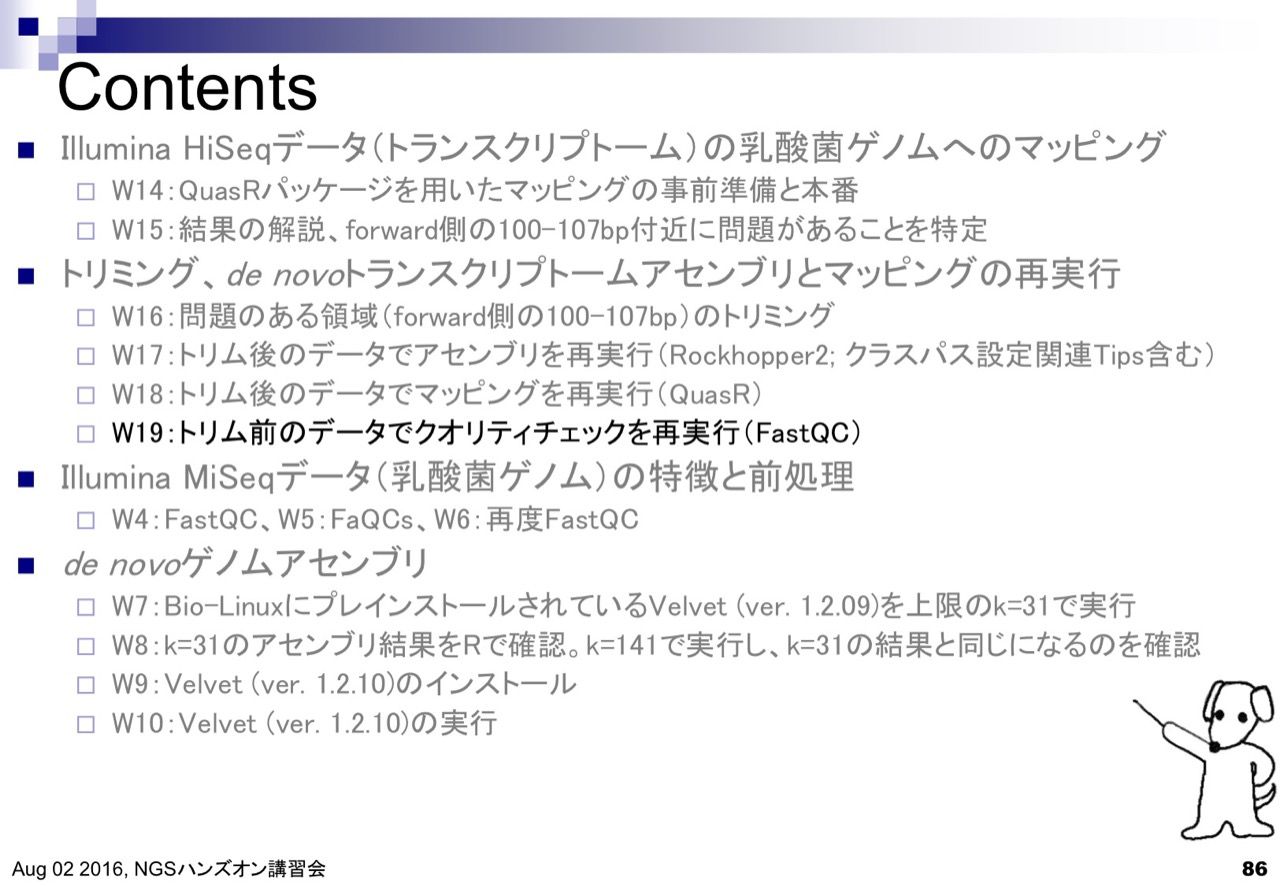 Contents
Illumina HiSeqデータ(トランスクリプトーム)の乳酸菌ゲノムへのマッピング
W14:QuasRパッケージを用いたマッピングの事前準備と本番
W15:結果の解説、forward側の100-107bp付近に問題があることを特定
トリミング、de novoトランスクリプトームアセンブリとマッピングの再実行
W16:問題のある領域(forward側の100-107bp)のトリミング
W17:トリム後のデータでアセンブリを再実行(Rockhopper2; クラスパス設定関連Tips含む)
W18:トリム後のデータでマッピングを再実行(QuasR)
W19:トリム前のデータでクオリティチェックを再実行(FastQC)
Illumina MiSeqデータ(乳酸菌ゲノム)の特徴と前処理
W4:FastQC、W5:FaQCs、W6:再度FastQC
de novoゲノムアセンブリ
W7:Bio-LinuxにプレインストールされているVelvet (ver. 1.2.09)を上限のk=31で実行
W8:k=31のアセンブリ結果をRで確認。k=141で実行し、k=31の結果と同じになるのを確認
W9:Velvet (ver. 1.2.10)のインストール
W10:Velvet (ver. 1.2.10)の実行
Aug 02 2016, NGSハンズオン講習会
86